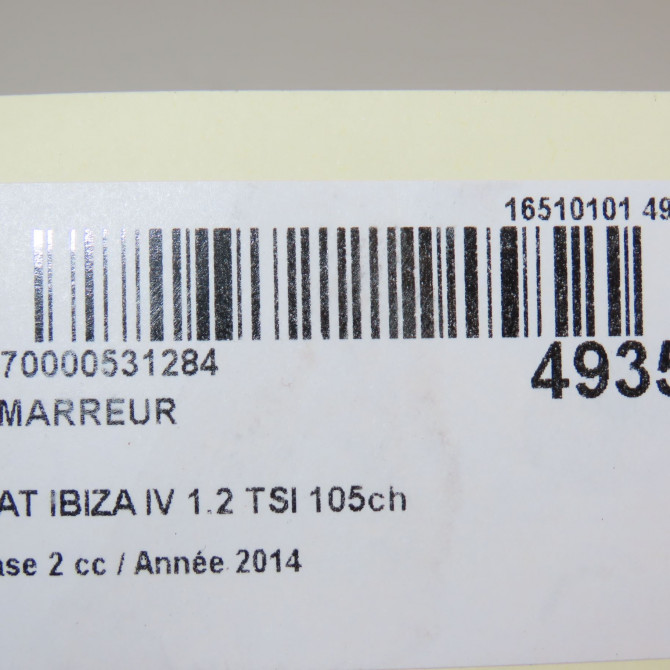 16510101 49
70000531284
4935
MARREUR
AT IBIZA IV 1.2 TSI 105ch
ase 2 cc / Année 2014